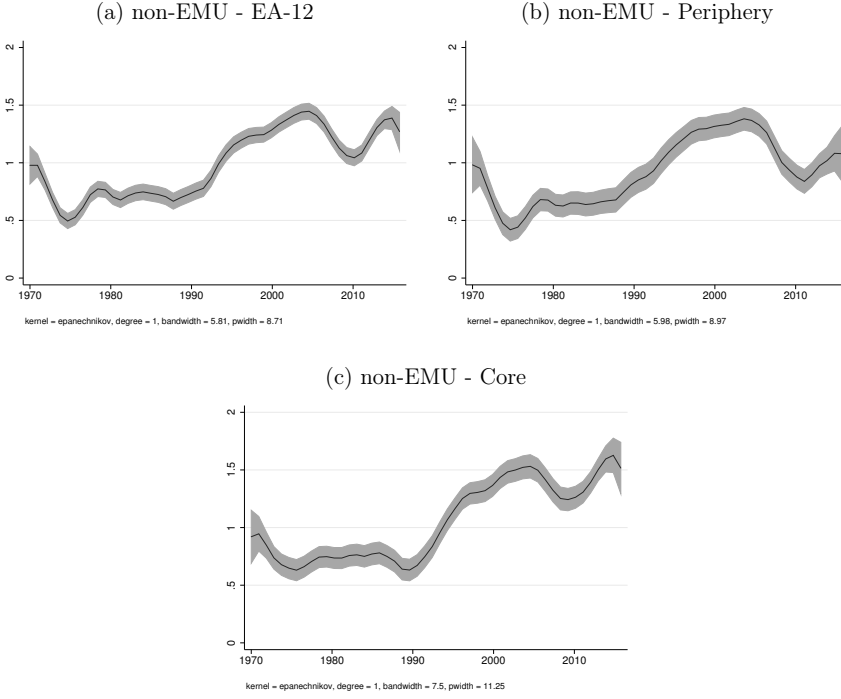 (a) non-EMU - EA-12
2
1.5
1
.5
0
1970 1980 1990 2000 2010
kernel = epanechnikov, degree = 1, bandwidth = 5.81, pwidth = 8.71
(b) non-EMU - Periphery
2
1.5
1
.5
0
1970 1980 1990 2000 2010
kernel = epanechnikov, degree = 1, bandwidth = 5.98, pwidth = 8.97
(c) non-EMU - Core
2
1.5
1
.5
0
1970 1980 1990 2000 2010
kernel = epanechnikov, degree = 1, bandwidth = 7.5, pwidth = 11.25